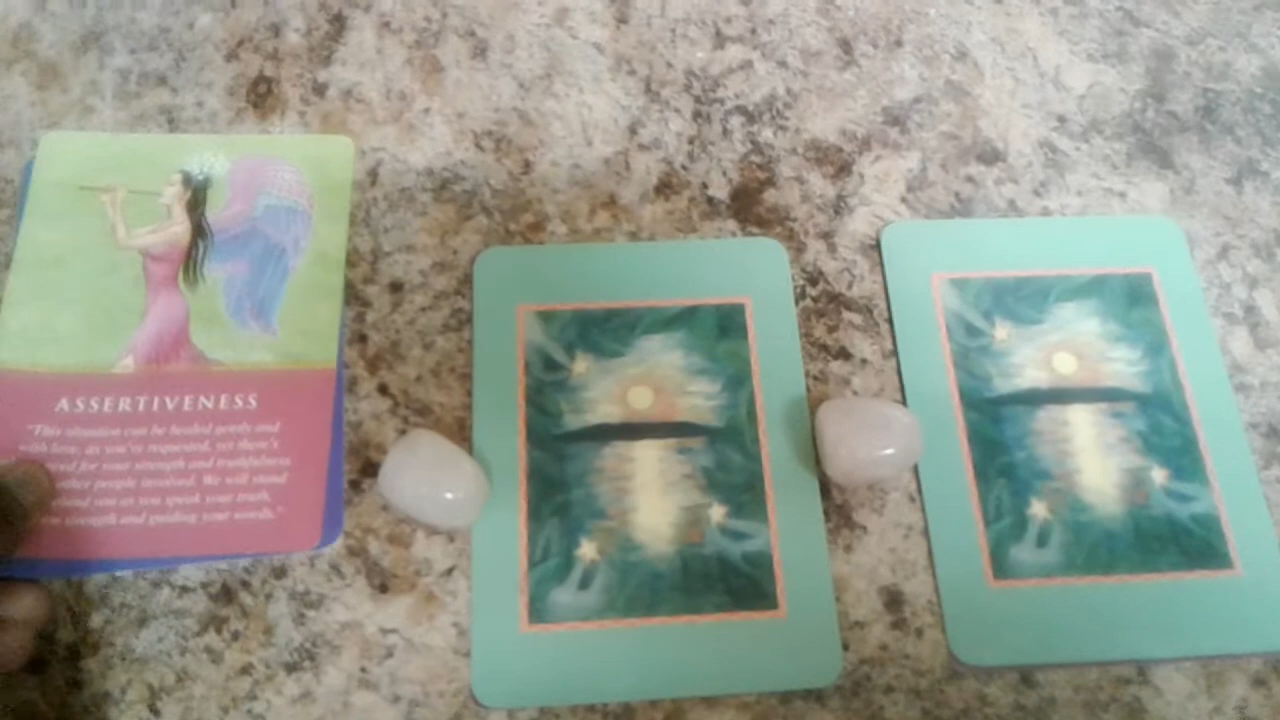 ASSERTIVENESS
"This situation can be healed gently and
with love, as you've requested, yet there's
need for your strength and truthfulness
other people involved. We will stand
you as you speak your truth,
strength and guiding your words."